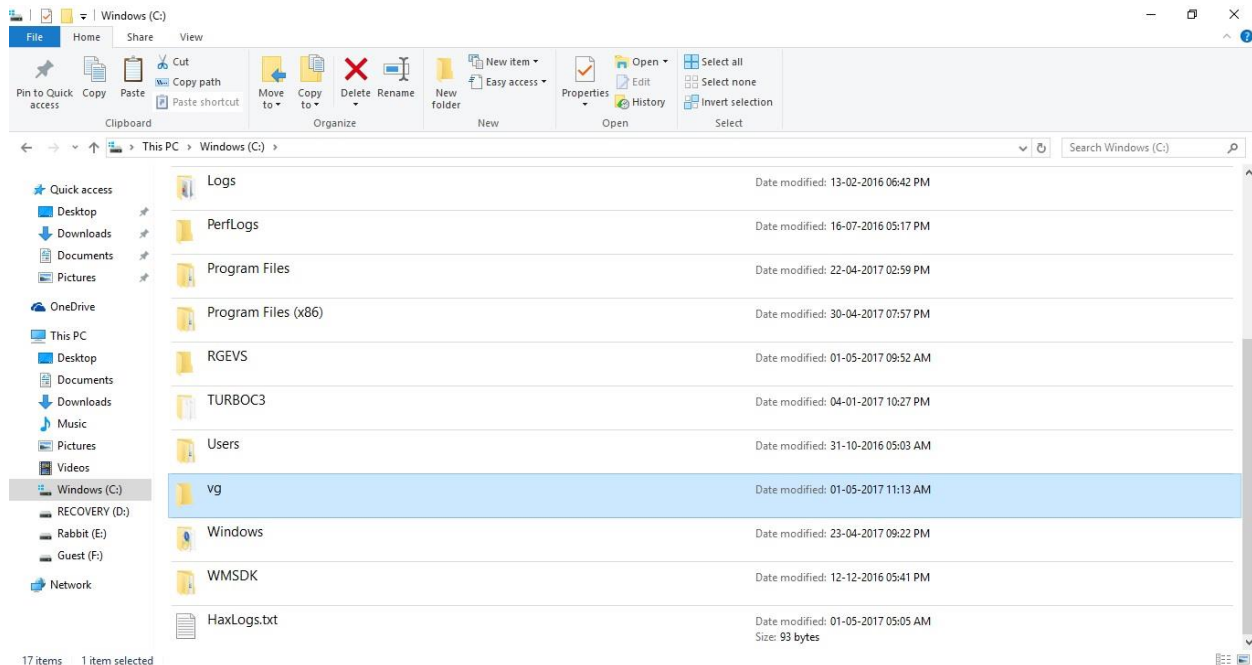 Windows (C:)
File Home Share View
Pin to Quick access
Copy
Paste
Cut
Copy path
Paste shortcut
Clipboard
Move to
Copy to
Delete
Rename
Organize
New folder
New item
Easy access
New
Properties
Open
Edit
History
Open
Select all
Select none
Invert selection
Select
This PC > Windows (C:) >
Search Windows (C:)
Quick access
Desktop
Downloads
Documents
Pictures
OneDrive
This PC
Desktop
Documents
Downloads
Music
Pictures
Videos
Windows (C:)
RECOVERY (D:)
Rabbit (E:)
Guest (F:)
Network
Logs Date modified: 13-02-2016 06:42 PM
PerfLogs Date modified: 16-07-2016 05:17 PM
Program Files Date modified: 22-04-2017 02:59 PM
Program Files (x86) Date modified: 30-04-2017 07:57 PM
RGEVS Date modified: 01-05-2017 09:52 AM
TURBOC3 Date modified: 04-01-2017 10:27 PM
Users Date modified: 31-10-2016 05:03 AM
vg Date modified: 01-05-2017 11:13 AM
Windows Date modified: 23-04-2017 09:22 PM
WMSDK Date modified: 12-12-2016 05:41 PM
HaxLogs.txt Date modified: 01-05-2017 05:05 AM
Size: 93 bytes
17 items 1 item selected